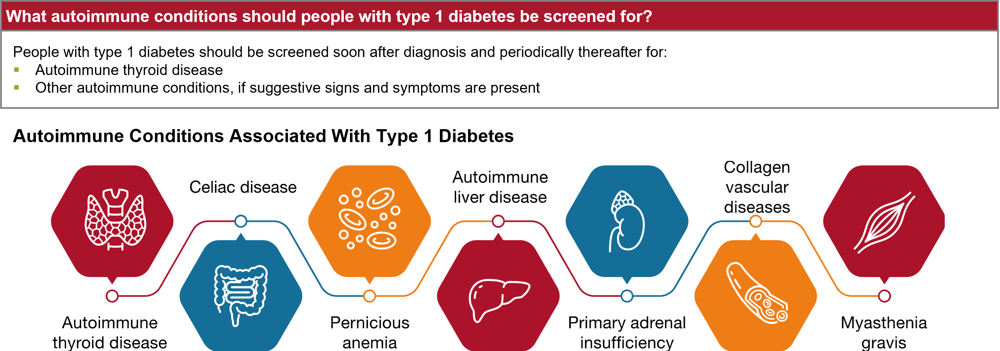 What autoimmune conditions should people with type 1 diabetes be screened for?
People with type 1 diabetes should be screened soon after diagnosis and periodically thereafter for:
▪ Autoimmune thyroid disease
▪ Other autoimmune conditions, if suggestive signs and symptoms are present
Autoimmune Conditions Associated With Type 1 Diabetes
Autoimmune
thyroid disease
Celiac disease
Pernicious
anemia
Autoimmune
liver disease
Primary adrenal
insufficiency
Collagen
vascular
diseases
Myasthenia
gravis